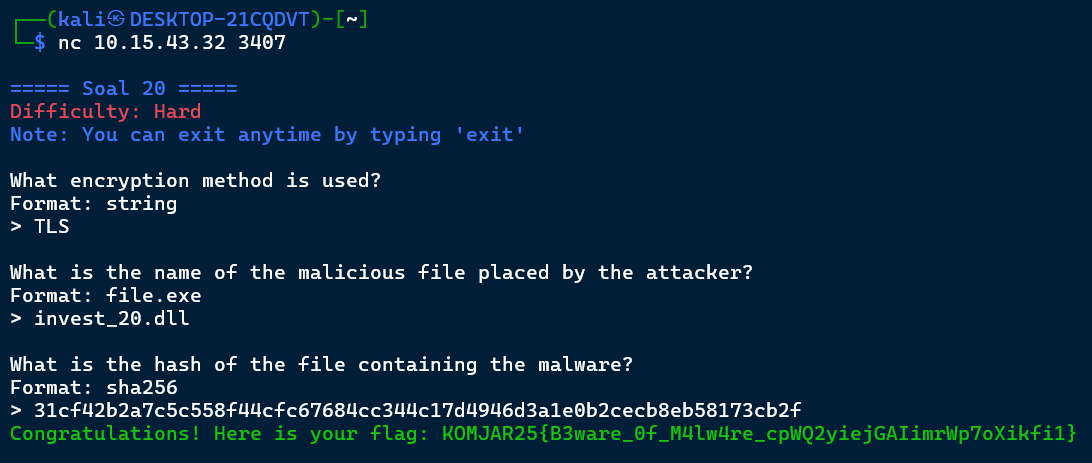 ┌──(kali㉿DESKTOP-21CQDVT)-[~]
└─$ nc 10.15.43.32 3407
===== Soal 20 =====
Difficulty: Hard
Note: You can exit anytime by typing 'exit'
What encryption method is used?
Format: string
> TLS
What is the name of the malicious file placed by the attacker?
Format: file.exe
> invest_20.dll
What is the hash of the file containing the malware?
Format: sha256
> 31cf42b2a7c5c558f44cfc67684cc344c17d4946d3a1e0b2cecb8eb58173cb2f
Congratulations! Here is your flag: KOMJAR25{B3ware_0f_M4lw4re_cpWQ2yiejGAIimrWp7oXikfi1}